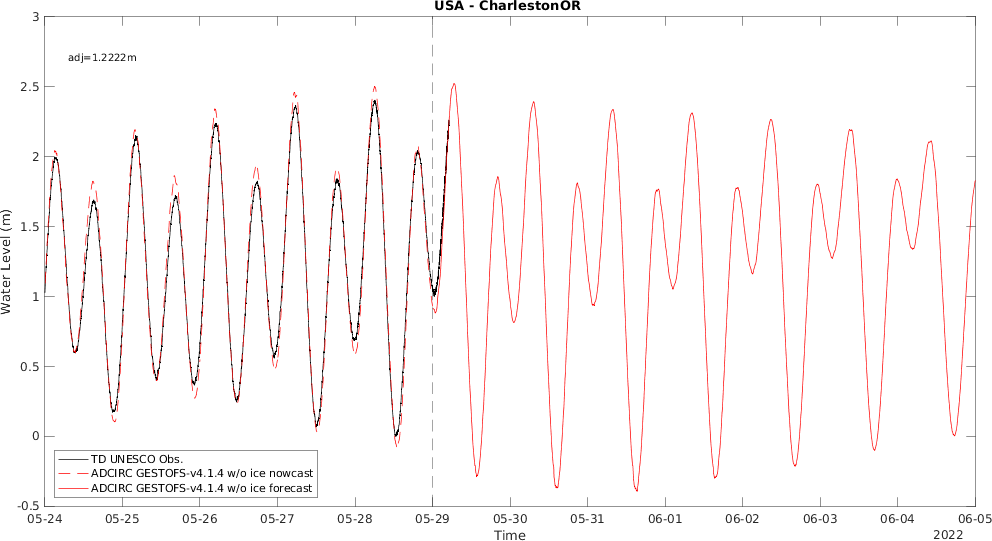 USA - CharlestonOR
adj=1.2222m
3
2.5
2
1.5
1
0.5
0
-0.5
Water Level (m)
TD UNESCO Obs.
ADCIRC GESTOFS-v4.1.4 w/o ice nowcast
ADCIRC GESTOFS-v4.1.4 w/o ice forecast
05-24 05-25 05-26 05-27 05-28 05-29 05-30 05-31 06-01 06-02 06-03 06-04 06-05
Time
2022